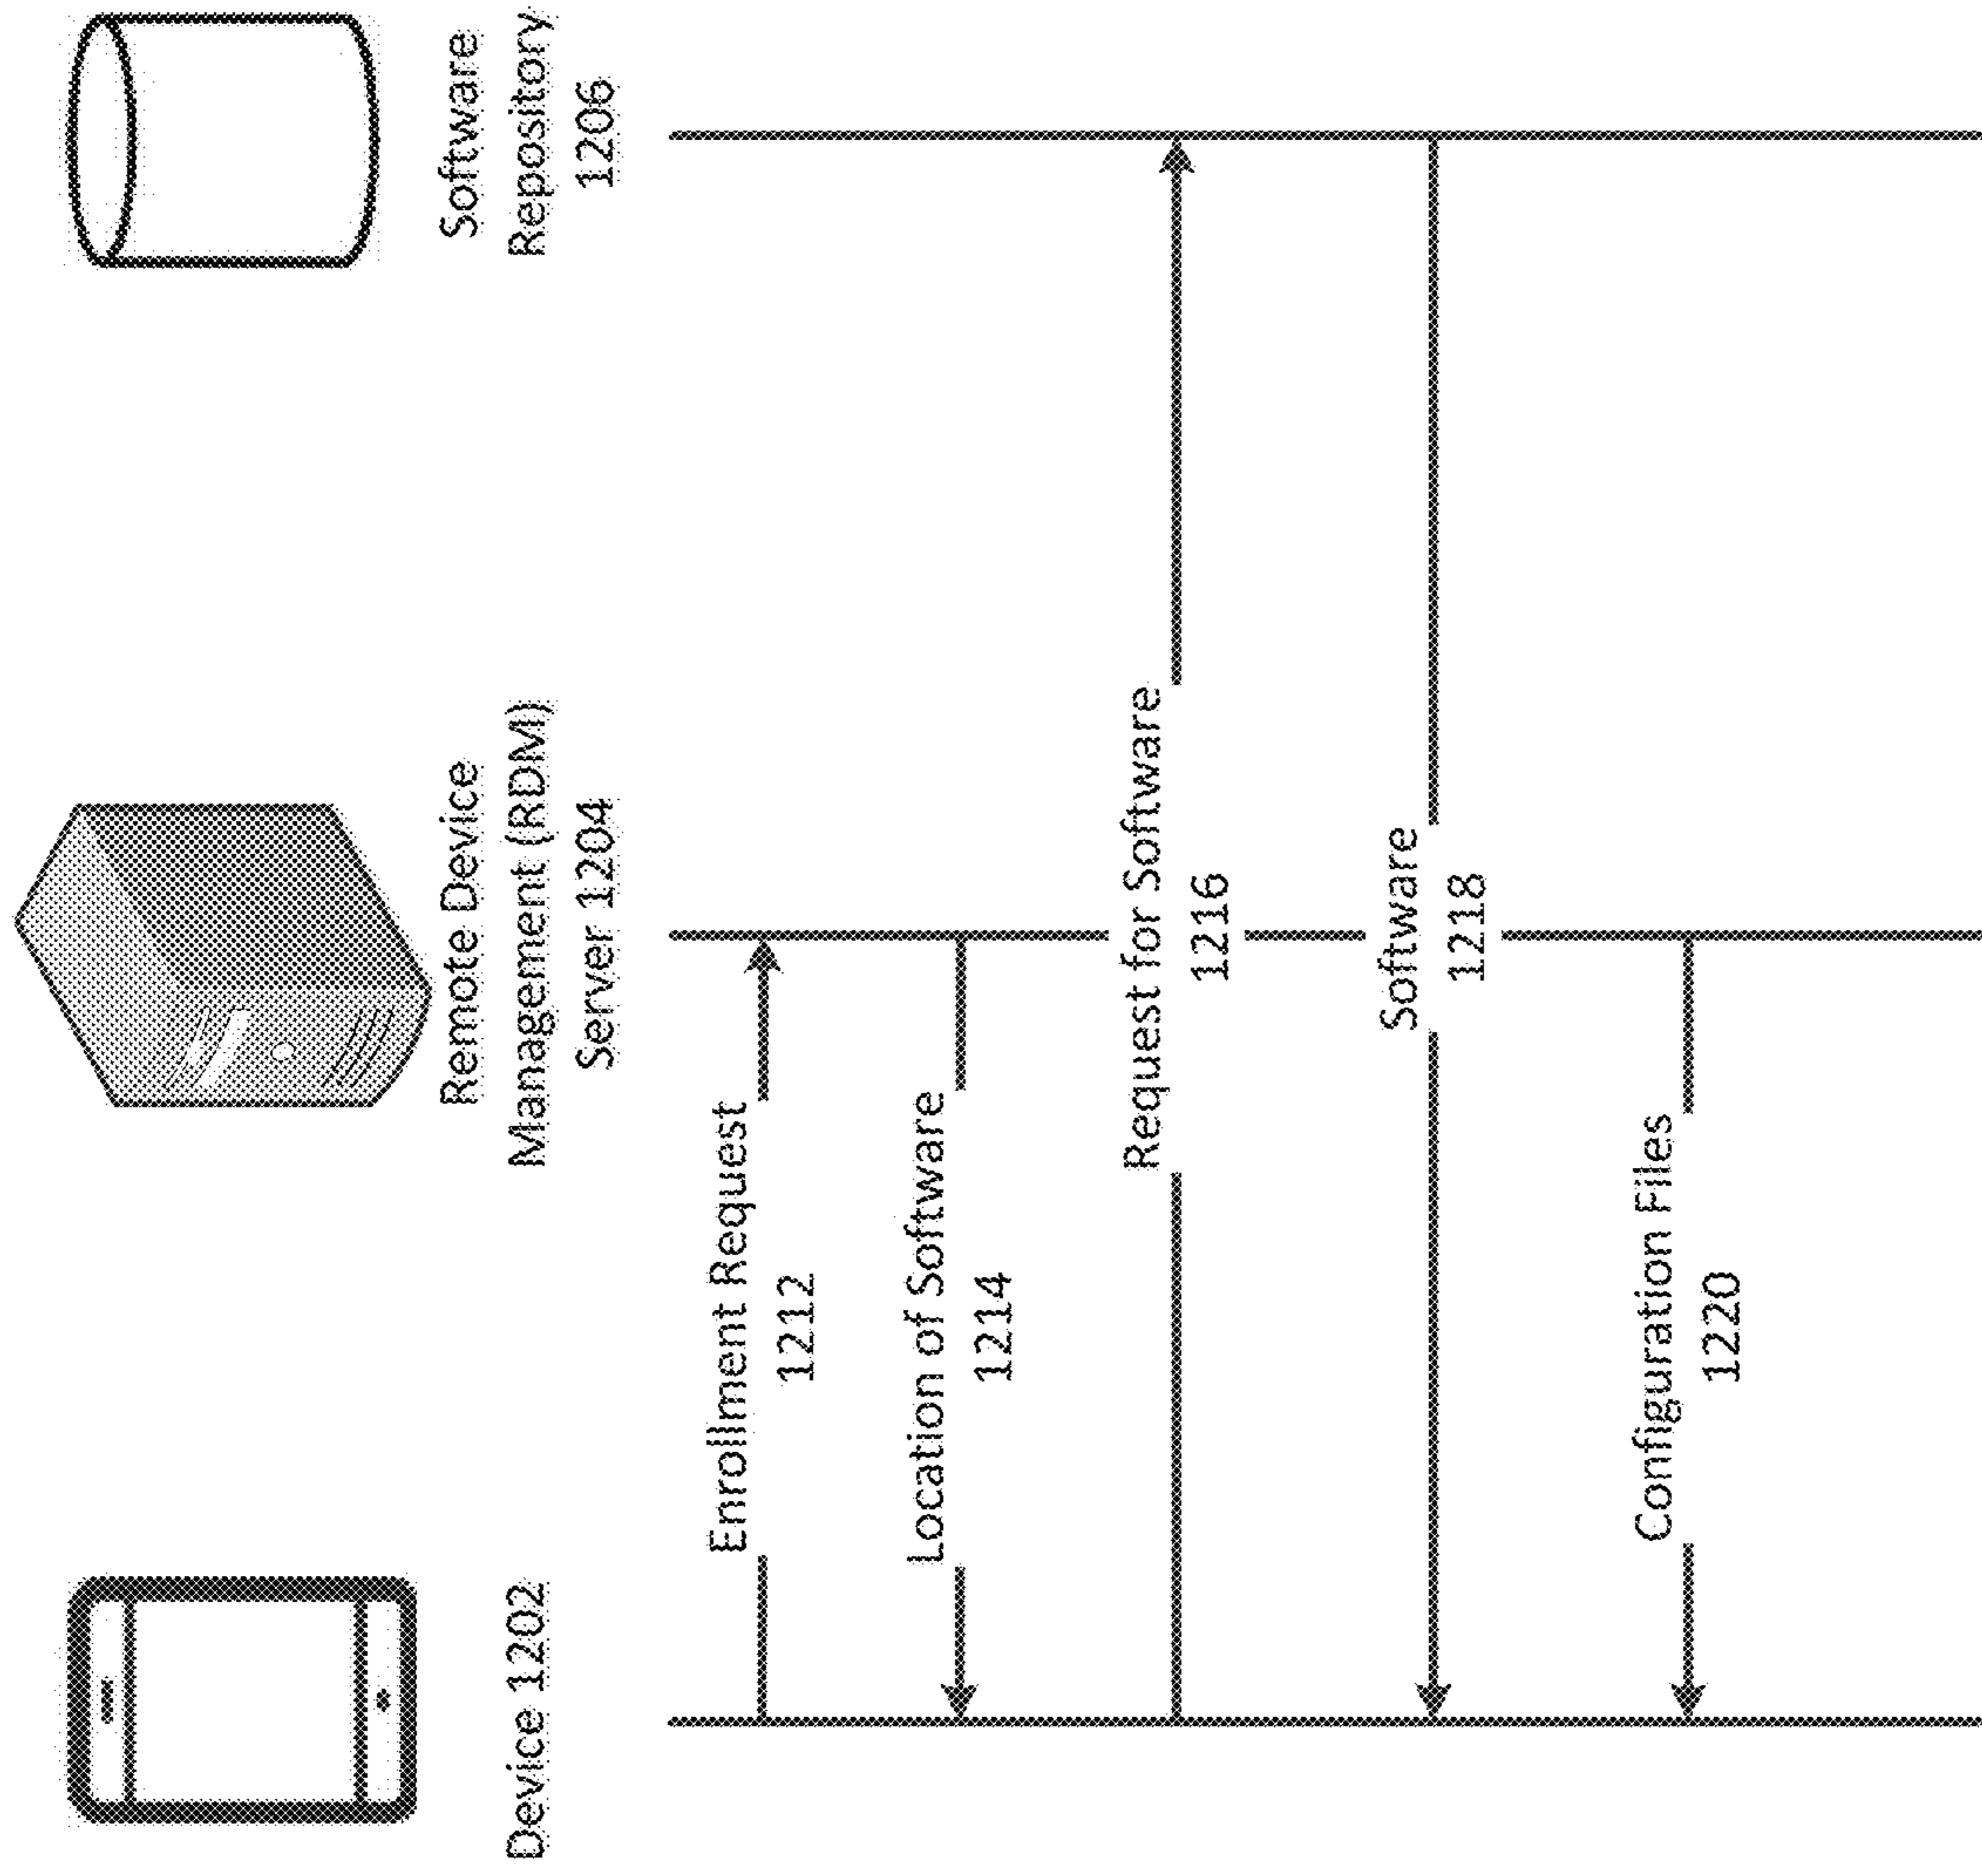 Device 1202
Remote Device
Management (RDM)
Server 1204
Software
Repository
1206
Enrollment Request
1212
Location of Software
1214
Request for Software
1216
Software
1218
Configuration Files
1220